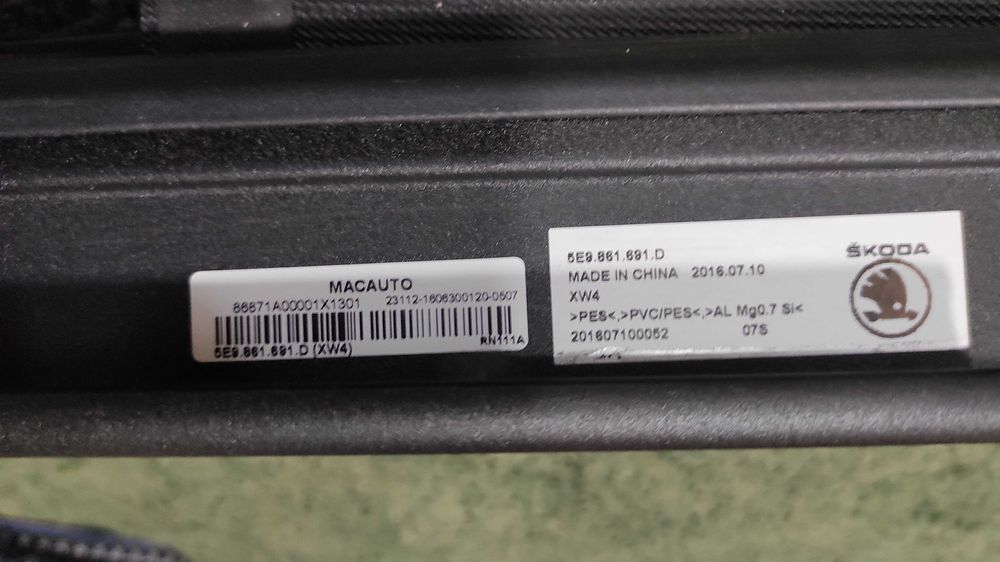 MACAUTO
86871A00001X1301 23112-1606300120-0507
5E9.861.691.D (XW4) RN111A
5E9.861.691.D
MADE IN CHINA 2016.07.10
XW4
>PES<,>PVC/PES<,>AL Mg0.7 Si<
201607100052 07S
ŠKODA